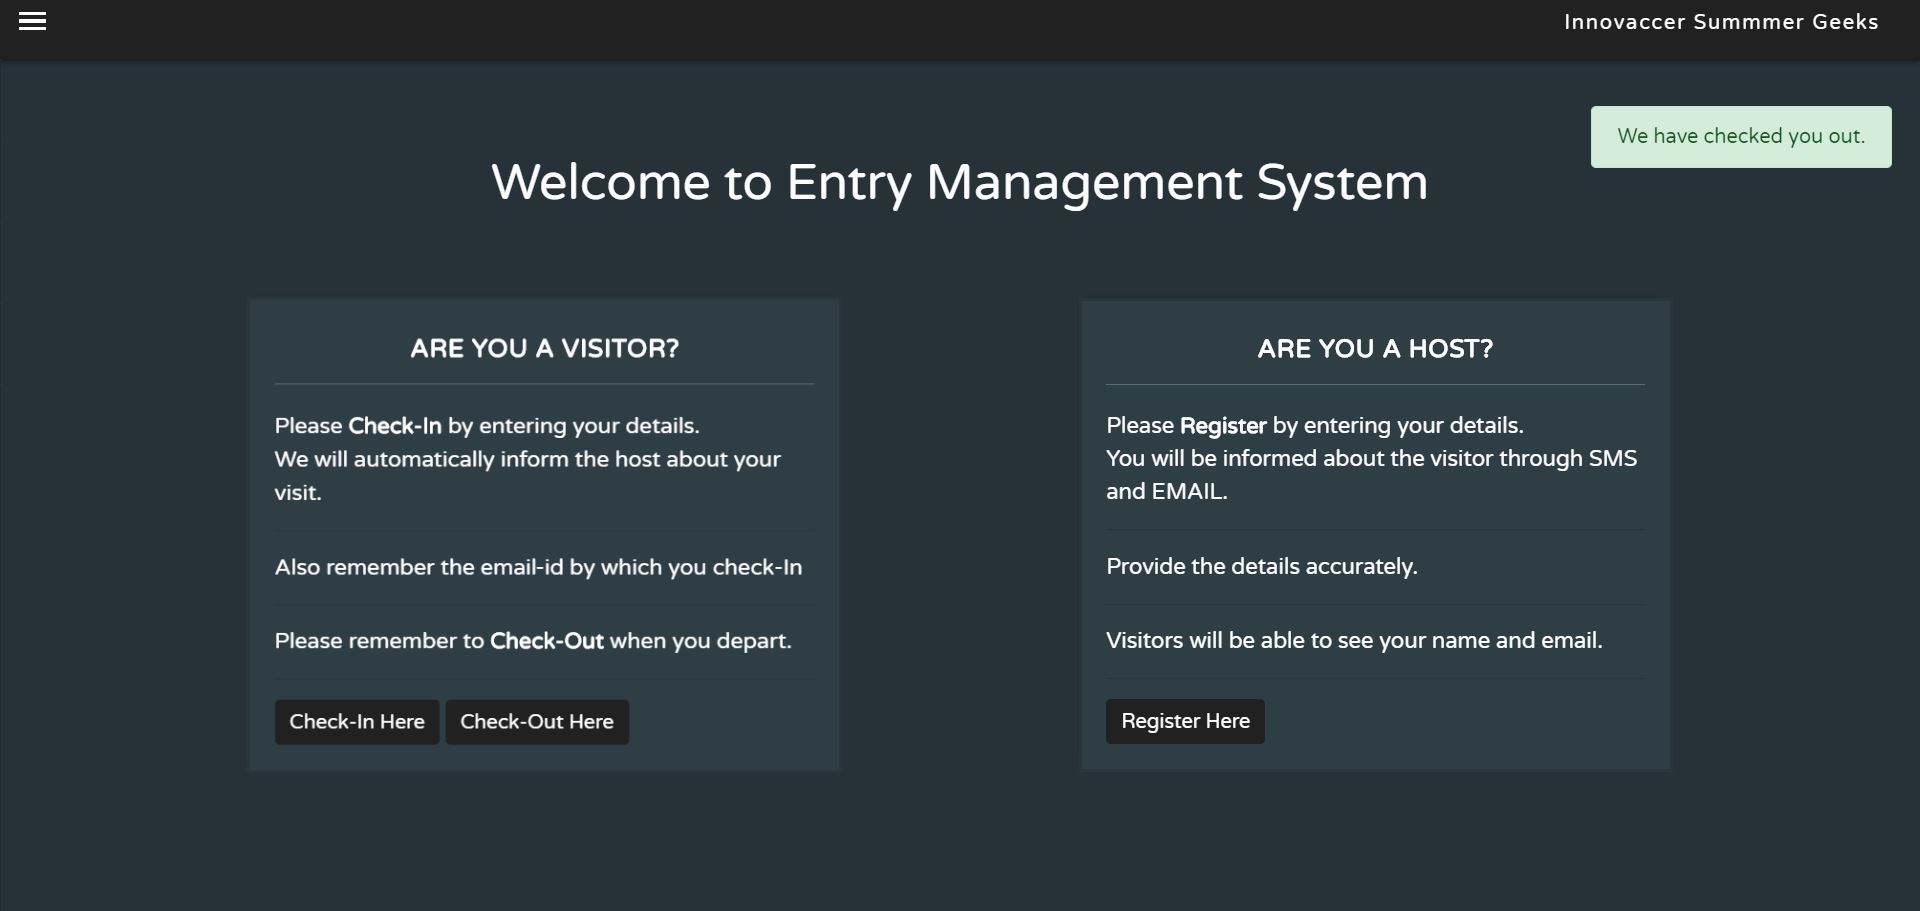 Innovaccer Summmer Geeks
We have checked you out.
Welcome to Entry Management System
ARE YOU A VISITOR?
Please Check-In by entering your details.
We will automatically inform the host about your
visit.
Also remember the email-id by which you check-In
Please remember to Check-Out when you depart.
Check-In Here Check-Out Here
ARE YOU A HOST?
Please Register by entering your details.
You will be informed about the visitor through SMS
and EMAIL.
Provide the details accurately.
Visitors will be able to see your name and email.
Register Here